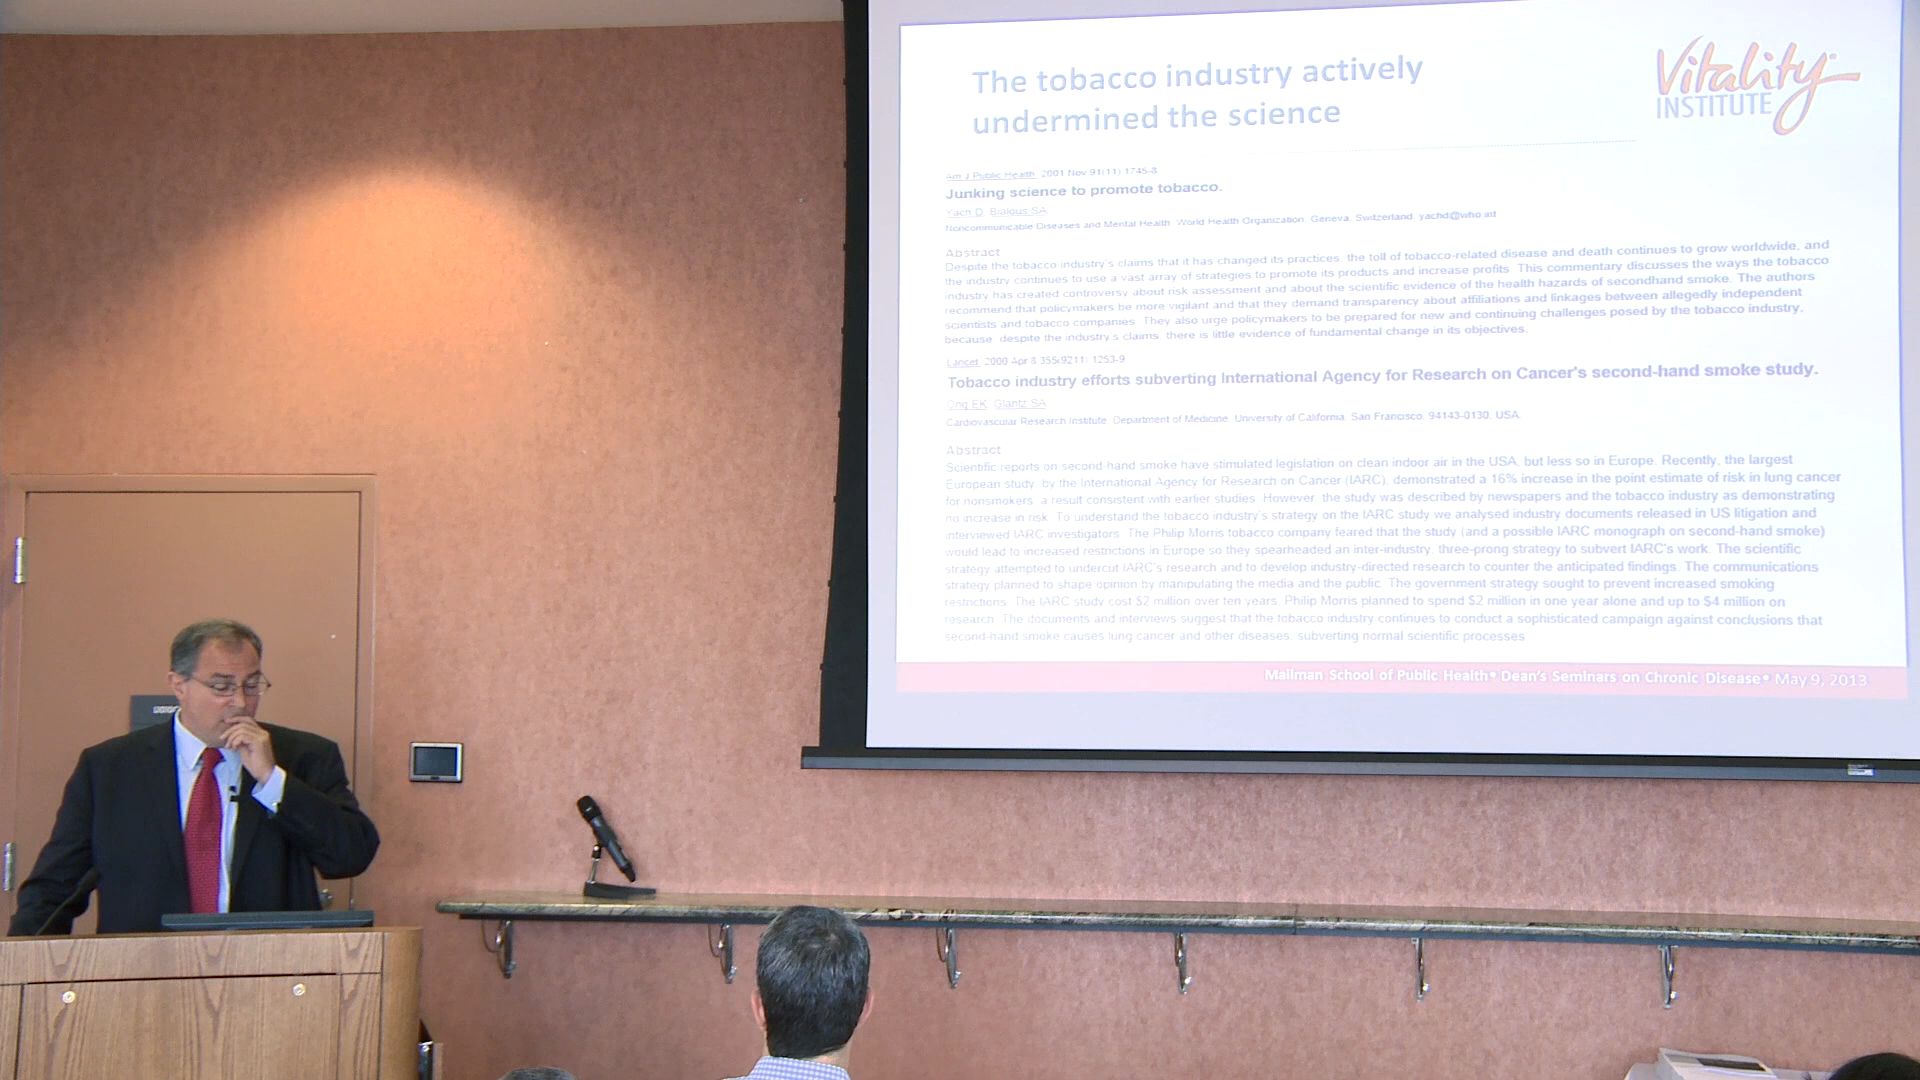 The tobacco industry actively
undermined the science
Vitality
INSTITUTE
Am J Public Health. 2001 Nov 91(11) 1745-8
Junking science to promote tobacco.
Yach D, Bialous SA
Noncommunicable Diseases and Mental Health, World Health Organization, Geneva, Switzerland. yachd@who.int
Abstract
Despite the tobacco industry's claims that it has changed its practices, the toll of tobacco-related disease and death continues to grow worldwide, and
the industry continues to use a vast array of strategies to promote its products and increase profits. This commentary discusses the ways the tobacco
industry has created controversy about risk assessment and about the scientific evidence of the health hazards of secondhand smoke. The authors
recommend that policymakers be more vigilant and that they demand transparency about affiliations and linkages between allegedly independent
scientists and tobacco companies. They also urge policymakers to be prepared for new and continuing challenges posed by the tobacco industry,
because, despite the industry's claims, there is little evidence of fundamental change in its objectives.
Lancet. 2000 Apr 8 355(9211) 1253-9
Tobacco industry efforts subverting International Agency for Research on Cancer's second-hand smoke study.
Ong EK, Glantz SA
Cardiovascular Research Institute, Department of Medicine, University of California, San Francisco, 94143-0130, USA.
Abstract
Scientific reports on second-hand smoke have stimulated legislation on clean indoor air in the USA, but less so in Europe. Recently, the largest
European study, by the International Agency for Research on Cancer (IARC), demonstrated a 16% increase in the point estimate of risk in lung cancer
for nonsmokers, a result consistent with earlier studies. However, the study was described by newspapers and the tobacco industry as demonstrating
no increase in risk. To understand the tobacco industry's strategy on the IARC study we analysed industry documents released in US litigation and
interviewed IARC investigators. The Philip Morris tobacco company feared that the study (and a possible IARC monograph on second-hand smoke)
would lead to increased restrictions in Europe so they spearheaded an inter-industry, three-prong strategy to subvert IARC's work. The scientific
strategy attempted to undercut IARC's research and to develop industry-directed research to counter the anticipated findings. The communications
strategy planned to shape opinion by manipulating the media and the public. The government strategy sought to prevent increased smoking
restrictions. The IARC study cost $2 million over ten years. Philip Morris planned to spend $2 million in one year alone and up to $4 million on
research. The documents and interviews suggest that the tobacco industry continues to conduct a sophisticated campaign against conclusions that
second-hand smoke causes lung cancer and other diseases, subverting normal scientific processes
Mailman School of Public Health• Dean's Seminars on Chronic Disease• May 9, 2013